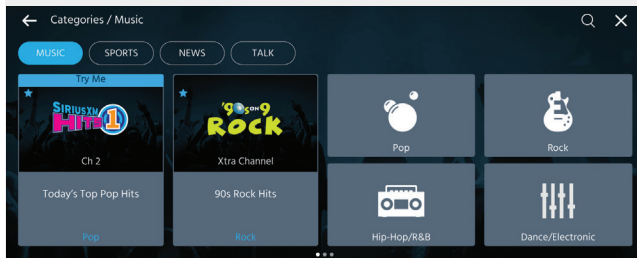 Categories / Music
MUSIC
SPORTS
NEWS
TALK
Try Me
SIRIUSXM
HITS 1
Ch 2
Today's Top Pop Hits
Pop
'90s ON 9
ROCK
Xtra Channel
90s Rock Hits
Rock
Pop
Rock
Hip-Hop/R&B
Dance/Electronic